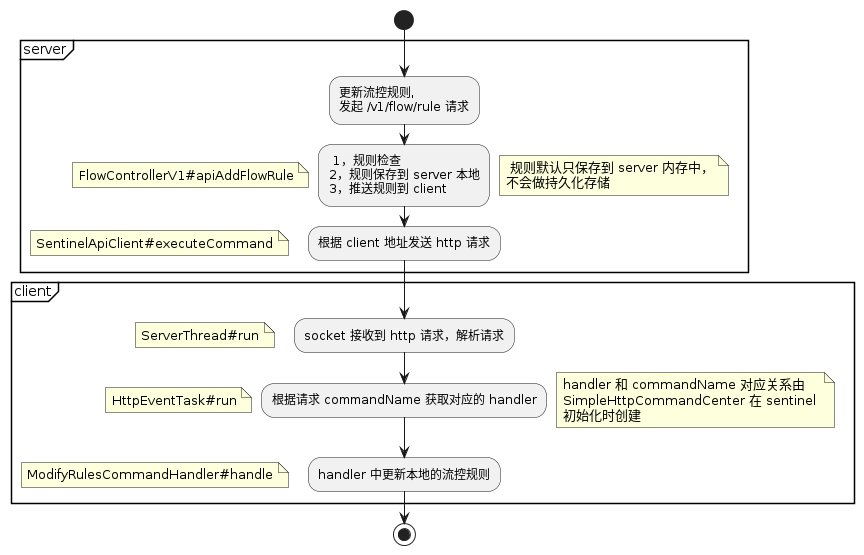 server
更新流控规则,
发起 /v1/flow/rule 请求
FlowControllerV1#apiAddFlowRule
1，规则检查
2，规则保存到 server 本地
3，推送规则到 client
规则默认只保存到 server 内存中，
不会做持久化存储
SentinelApiClient#executeCommand
根据 client 地址发送 http 请求
client
ServerThread#run
socket 接收到 http 请求，解析请求
HttpEventTask#run
根据请求 commandName 获取对应的 handler
handler 和 commandName 对应关系由
SimpleHttpCommandCenter 在 sentinel
初始化时创建
ModifyRulesCommandHandler#handle
handler 中更新本地的流控规则